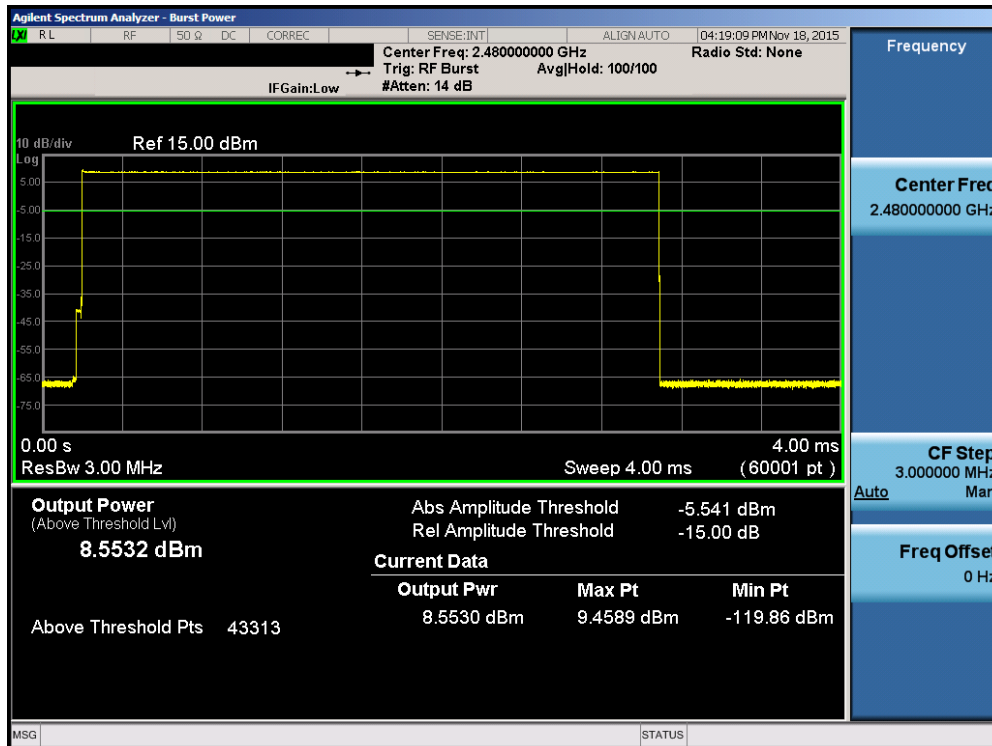 Agilent Spectrum Analyzer - Burst Power
LXI RL RF 50 Ω DC CORREC SENSE:INT ALIGNAUTO 04:19:09 PM Nov 18, 2015
Center Freq: 2.480000000 GHz Radio Std: None
Trig: RF Burst Avg|Hold: 100/100
IFGain:Low #Atten: 14 dB
10 dB/div Ref 15.00 dBm
Log
5.00
-5.00
-15.0
-25.0
-35.0
-45.0
-55.0
-65.0
-75.0
0.00 s 4.00 ms
ResBw 3.00 MHz Sweep 4.00 ms (60001 pt)
Output Power
(Above Threshold Lvl)
8.5532 dBm
Above Threshold Pts 43313
Abs Amplitude Threshold -5.541 dBm
Rel Amplitude Threshold -15.00 dB
Current Data
Output Pwr Max Pt Min Pt
8.5530 dBm 9.4589 dBm -119.86 dBm
Frequency
Center Freq
2.480000000 GHz
CF Step
3.000000 MHz
Auto Man
Freq Offset
0 Hz
MSG STATUS